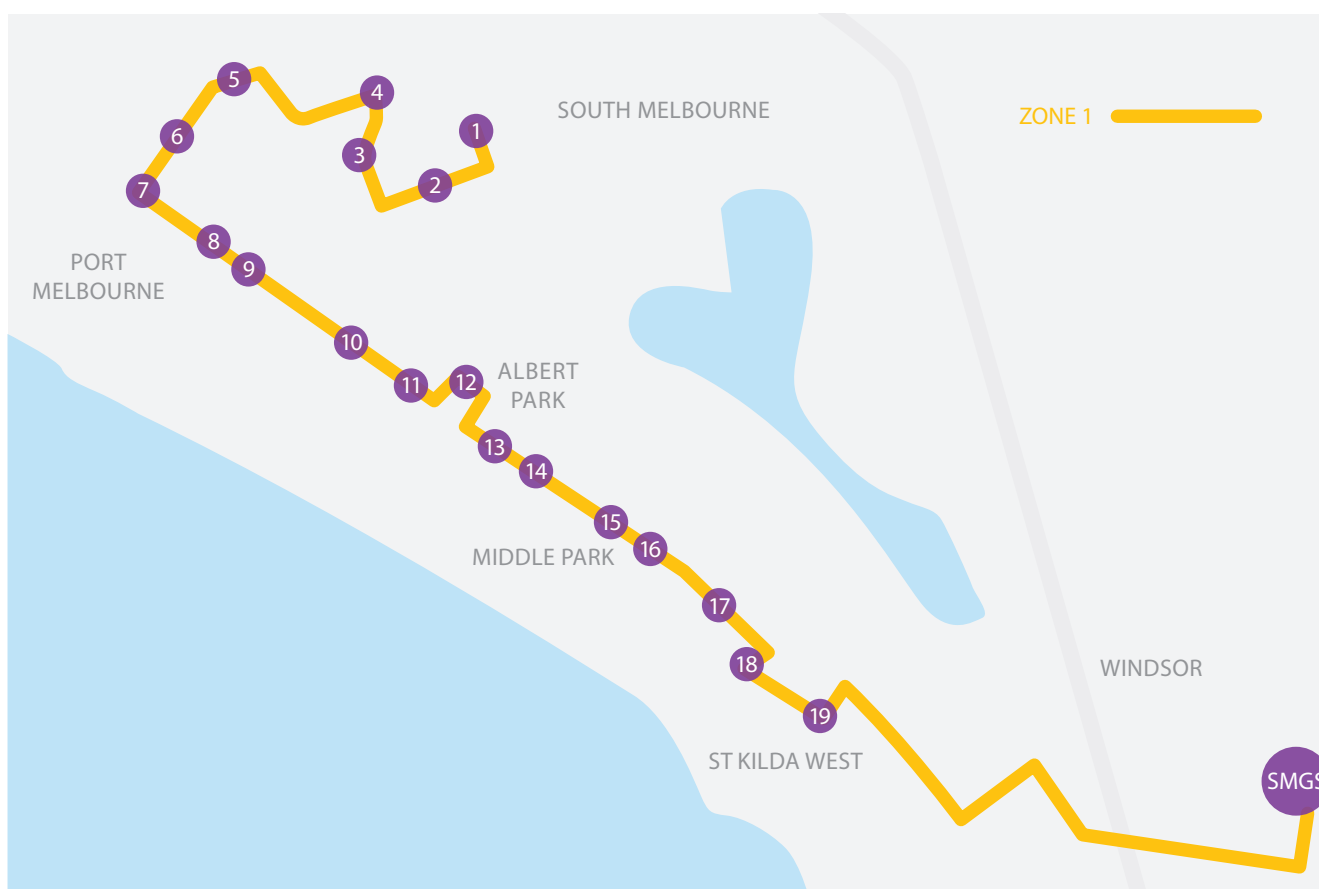 SOUTH MELBOURNE
ZONE 1
5
4
1
6
3
2
7
8
PORT
MELBOURNE
9
10
11
12
ALBERT
PARK
13
14
15
16
MIDDLE PARK
17
18
WINDSOR
19
ST KILDA WEST
SMGS